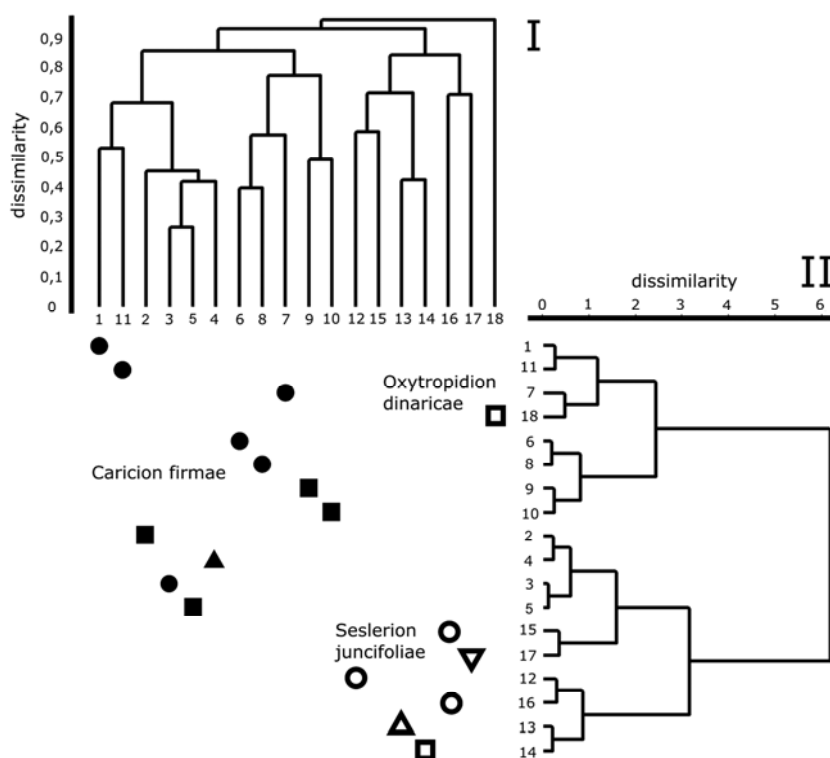 I
dissimilarity
0,9
0,8
0,7
0,6
0,5
0,4
0,3
0,2
0,1
0
1 11 2 3 5 4 6 8 7 9 10 12 15 13 14 16 17 18
II
dissimilarity
0 1 2 3 4 5 6
Oxytropidion
dinaricae
Caricion firmae
Seslerion
juncifoliae
1
11
7
18
6
8
9
10
2
4
3
5
15
17
12
16
13
14